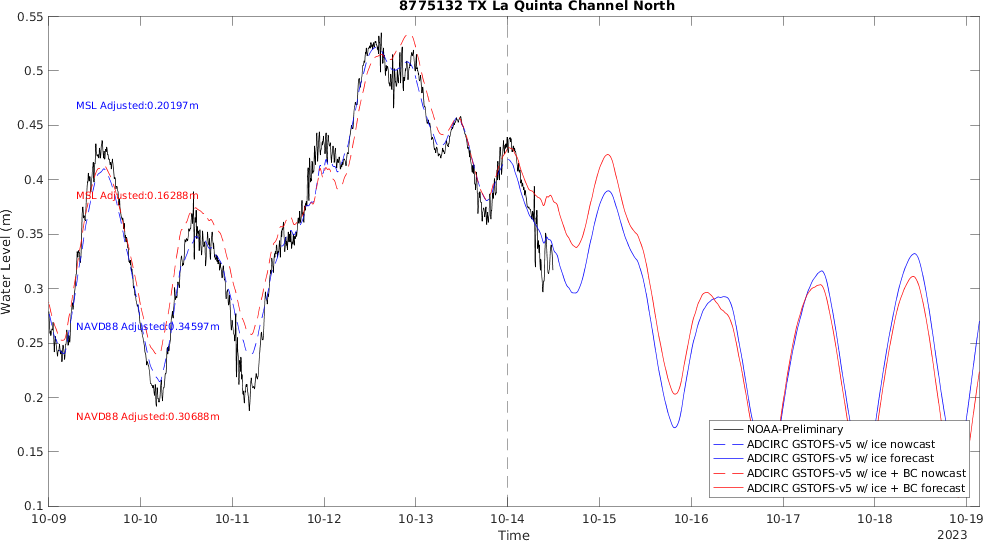 8775132 TX La Quinta Channel North
0.55
0.5
0.45
0.4
0.35
0.3
0.25
0.2
0.15
0.1
Water Level (m)
MSL Adjusted:0.20197m
MSL Adjusted:0.16288m
NAVD88 Adjusted:0.34597m
NAVD88 Adjusted:0.30688m
NOAA-Preliminary
ADCIRC GSTOFS-v5 w/ ice nowcast
ADCIRC GSTOFS-v5 w/ ice forecast
ADCIRC GSTOFS-v5 w/ ice + BC nowcast
ADCIRC GSTOFS-v5 w/ ice + BC forecast
10-09 10-10 10-11 10-12 10-13 10-14 10-15 10-16 10-17 10-18 10-19
Time
2023